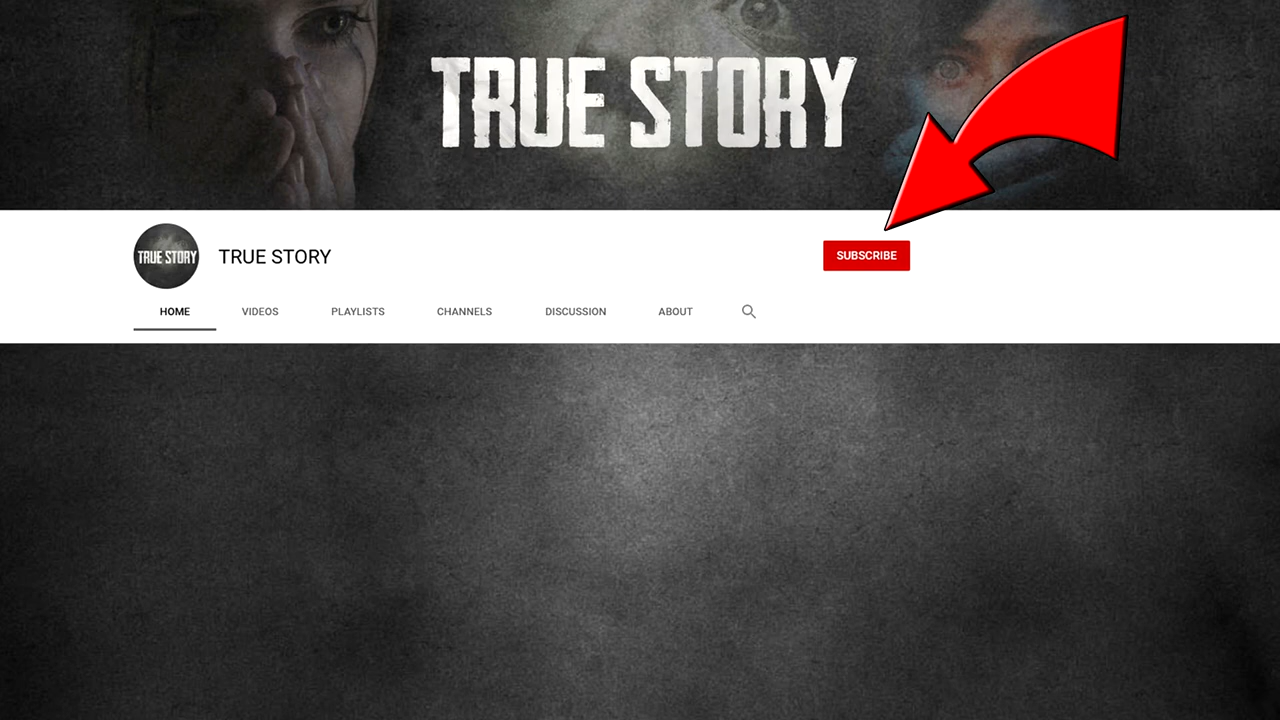 TRUE STORY
TRUE STORY
TRUE STORY
SUBSCRIBE
HOME VIDEOS PLAYLISTS CHANNELS DISCUSSION ABOUT